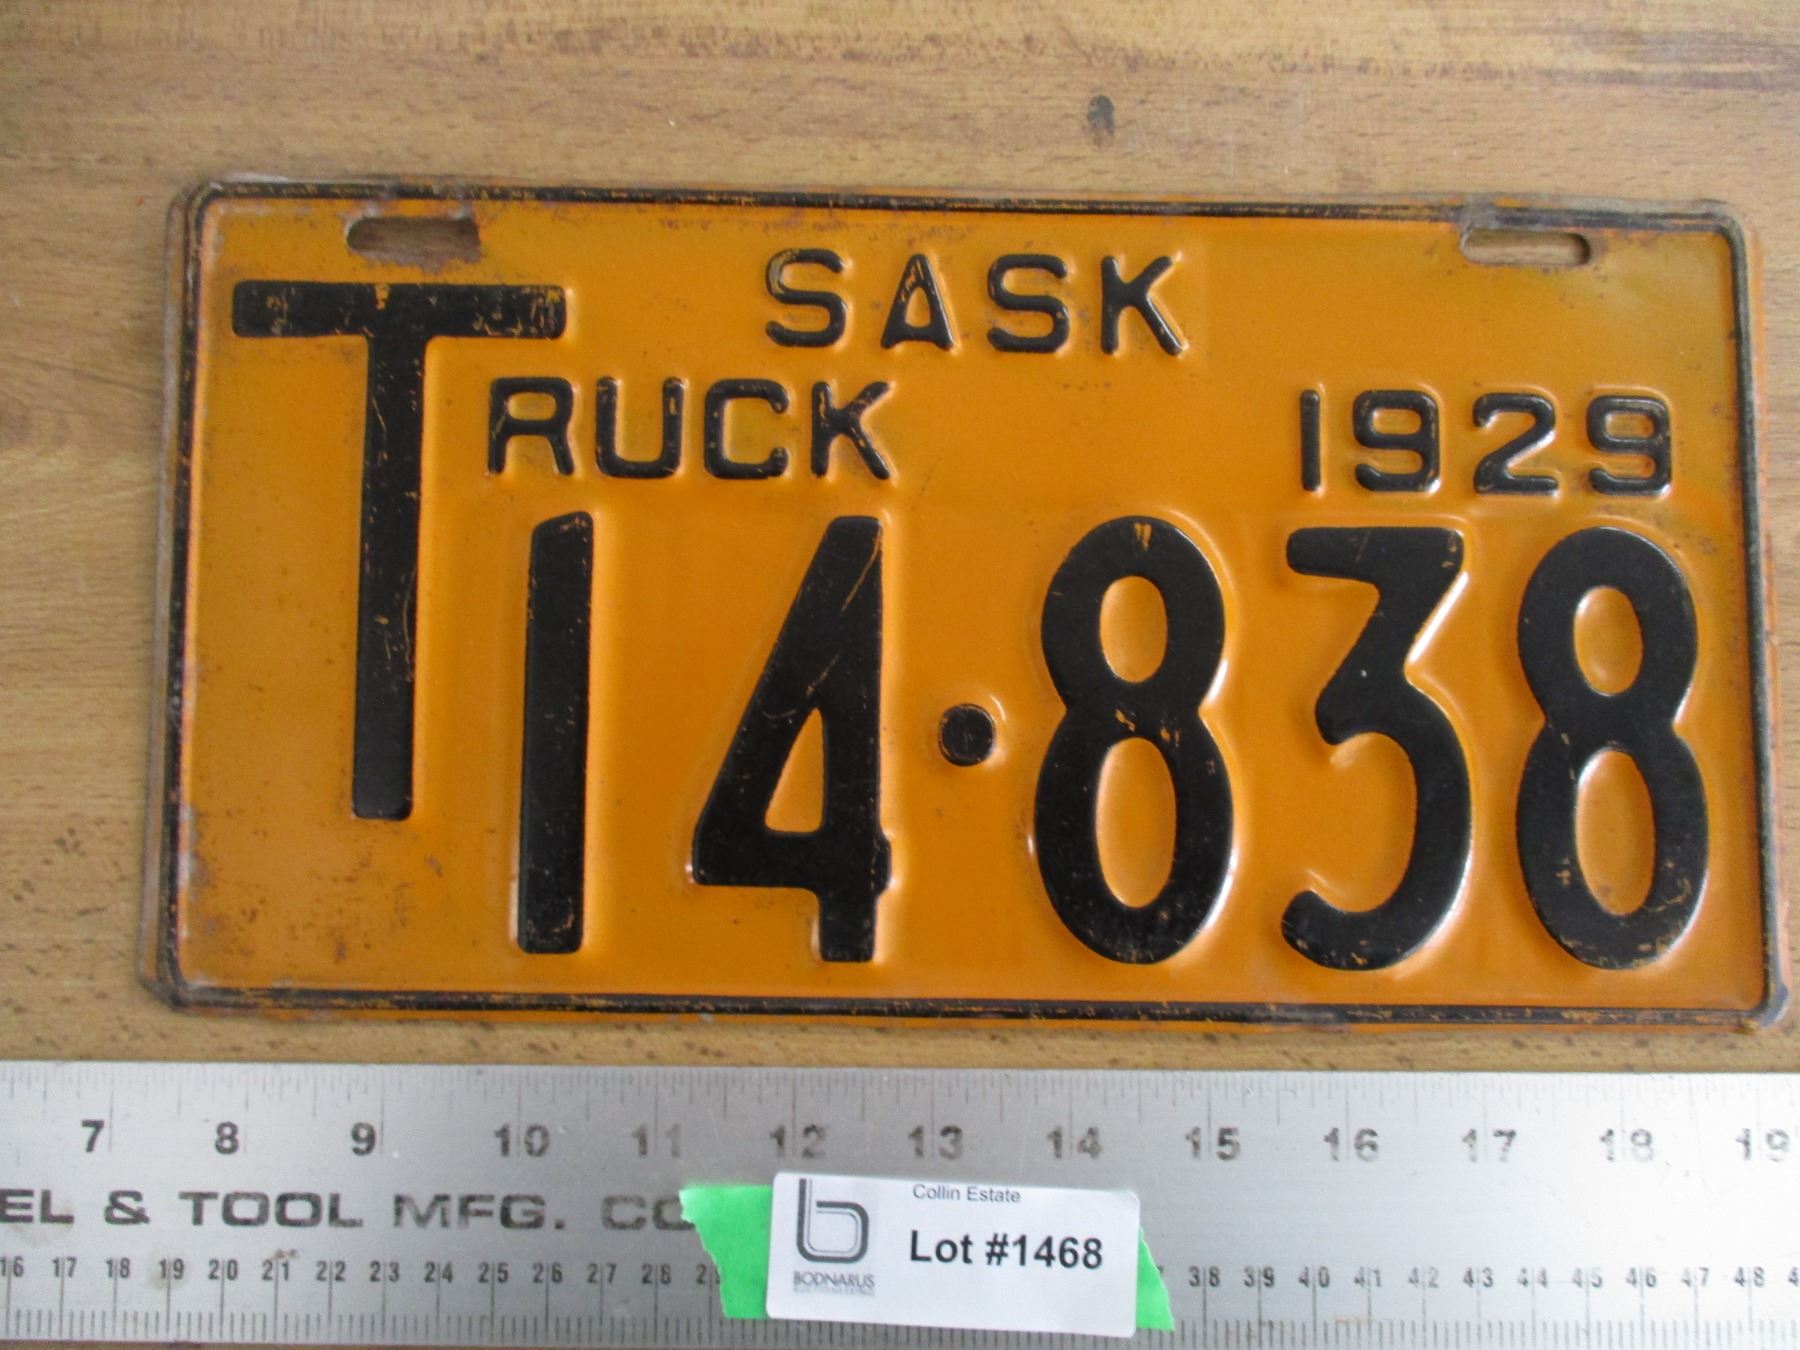 SASK
TRUCK 1929
14·838
7 8 9 10 11 12 13 14 15 16 17 18 19
EL & TOOL MFG. CO
Collin Estate
Lot #1468
BODNARUS
AUCTIONEERING
16 17 18 19 20 21 22 23 24 25 26 27 28 38 39 40 41 42 43 44 45 46 47 48